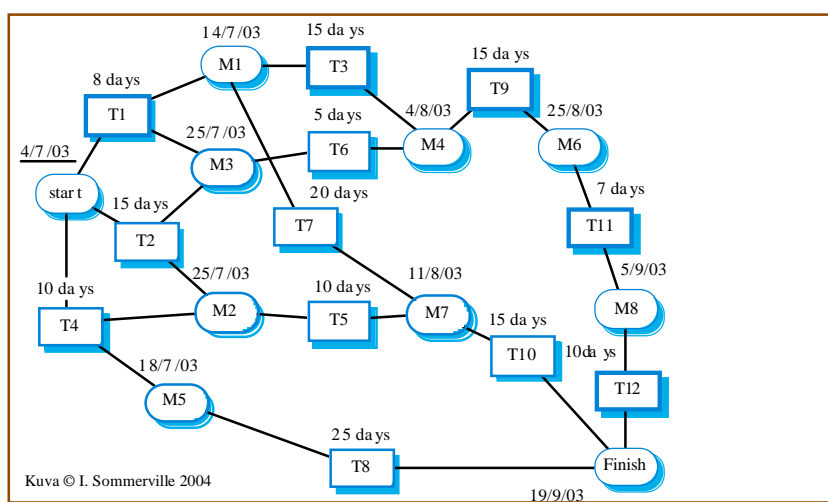 14/7/03
15 days
15 days
M1
T3
T9
8 days
4/8/03
25/8/03
T1
25/7/03
5 days
M4
M6
4/7/03
M3
T6
start
15 days
20 days
7 days
T2
T7
T11
25/7/03
11/8/03
5/9/03
10 days
10 days
M2
T5
M7
15 days
M8
T4
T10
10da ys
18/7/03
M5
T12
25 days
T8
Finish
Kuva © I. Sommerville 2004
19/9/03